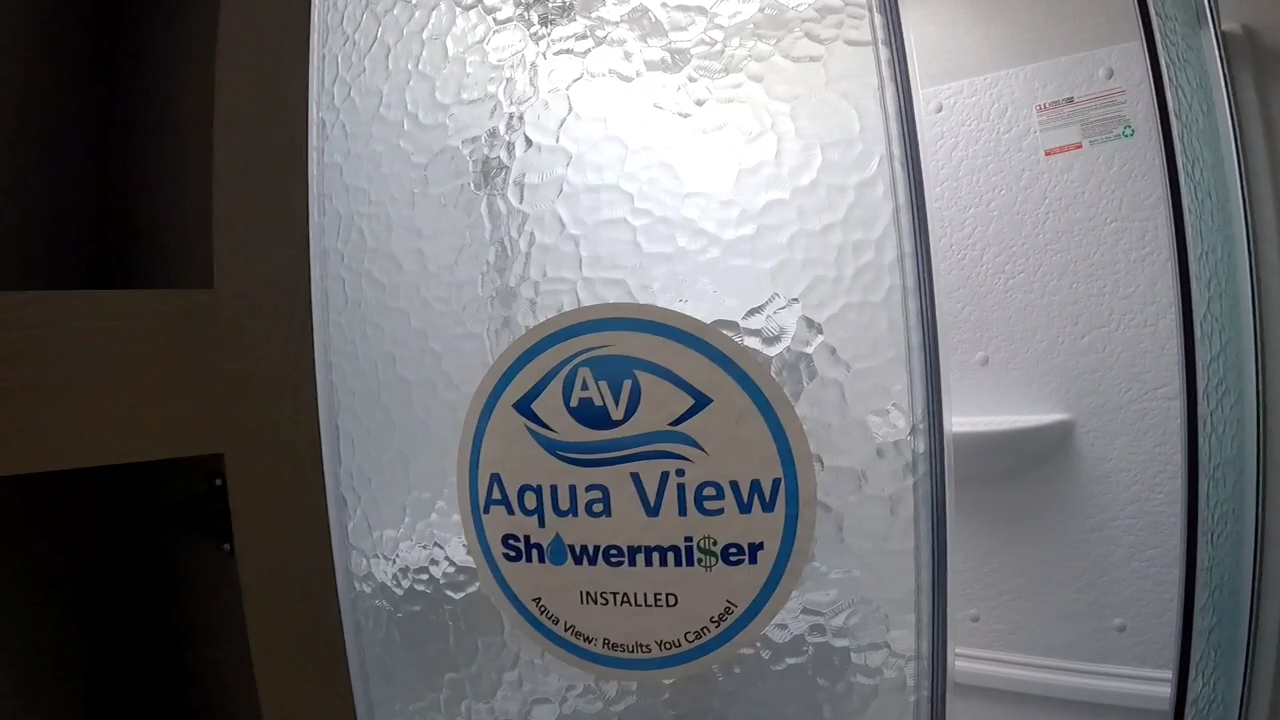 AV
Aqua View
Showermi$er
INSTALLED
Aqua View: Results You Can See!